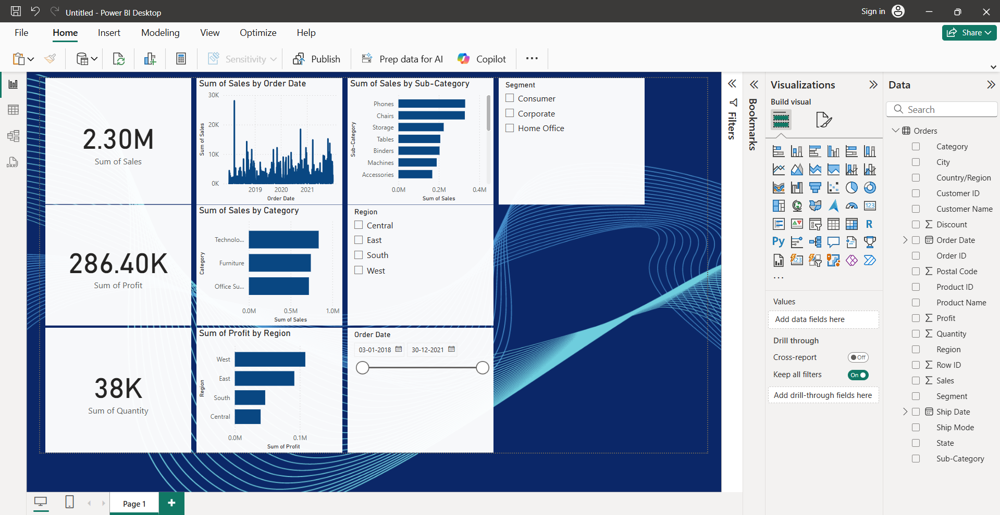 Untitled - Power BI Desktop
Sign in
File
Home
Insert
Modeling
View
Optimize
Help
Share
Sensitivity
Publish
Prep data for AI
Copilot
2.30M
Sum of Sales
286.40K
Sum of Profit
38K
Sum of Quantity
Sum of Sales by Order Date
30K
20K
10K
0K
Sum of Sales
2019
2020
2021
Order Date
Sum of Sales by Category
Category
Technolo...
Furniture
Office Su...
0.0M
0.5M
1.0M
Sum of Sales
Sum of Profit by Region
Region
West
East
South
Central
0.0M
0.1M
Sum of Profit
Sum of Sales by Sub-Category
Sub-Category
Phones
Chairs
Storage
Tables
Binders
Machines
Accessories
0.0M
0.2M
0.4M
Sum of Sales
Region
Central
East
South
West
Order Date
03-01-2018
30-12-2021
Segment
Consumer
Corporate
Home Office
Filters
Bookmarks
Visualizations
Build visual
123
R
Py
123
Values
Add data fields here
Drill through
Cross-report
Off
Keep all filters
On
Add drill-through fields here
Data
Search
Orders
Category
City
Country/Region
Customer ID
Customer Name
Discount
Order Date
Order ID
Postal Code
Product ID
Product Name
Profit
Quantity
Region
Row ID
Sales
Segment
Ship Date
Ship Mode
State
Sub-Category
DAX
Page 1